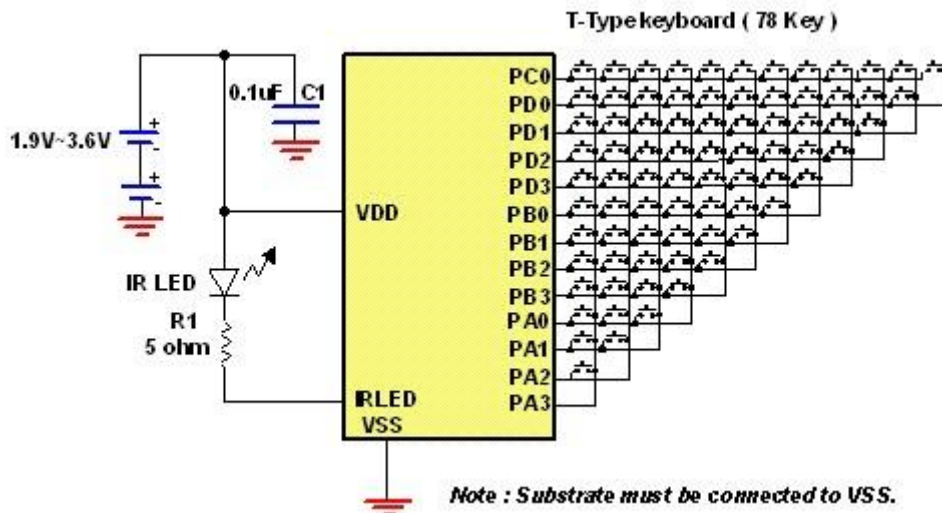 T-Type keyboard ( 78 Key )
PC0
0.1uF C1
PD0
1.9V~3.6V
+
-
+
-
PD1
PD2
PD3
VDD
PB0
PB1
IR LED
PB2
PB3
R1
5 ohm
PA0
PA1
PA2
IRLED
PA3
VSS
Note : Substrate must be connected to VSS.